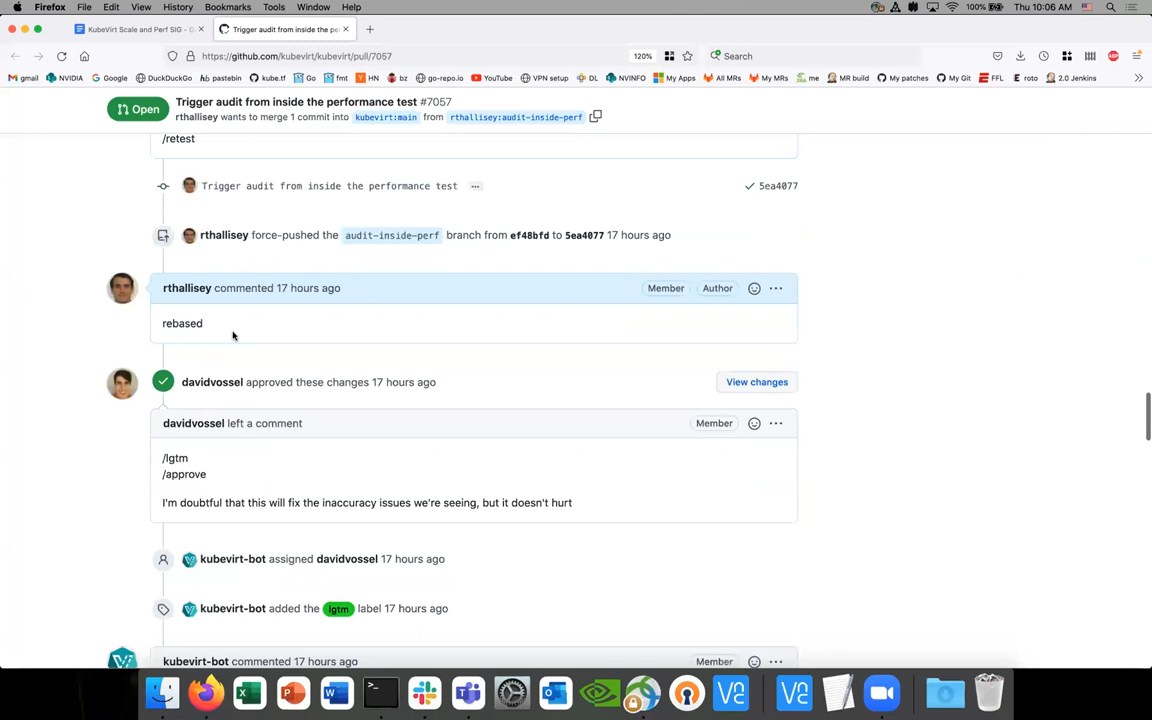 Firefox File Edit View History Bookmarks Tools Window Help 100% Thu 10:06 AM
KubeVirt Scale and Perf SIG - G × Trigger audit from inside the pe × +
https://github.com/kubevirt/kubevirt/pull/7057 120% Search
gmail NVIDIA Google DuckDuckGo pastebin kube.tf Go fmt HN bz go-repo.io YouTube VPN setup DL NVINFO My Apps All MRs My MRs me MR build My patches My Git FFL roto 2.0 Jenkins
Open
Trigger audit from inside the performance test #7057
rthallisey wants to merge 1 commit into kubevirt:main from rthallisey:audit-inside-perf
/retest
Trigger audit from inside the performance test ... 5ea4077
rthallisey force-pushed the audit-inside-perf branch from ef48bfd to 5ea4077 17 hours ago
rthallisey commented 17 hours ago Member Author
rebased
davidvossel approved these changes 17 hours ago View changes
davidvossel left a comment Member
/lgtm
/approve
I'm doubtful that this will fix the inaccuracy issues we're seeing, but it doesn't hurt
kubevirt-bot assigned davidvossel 17 hours ago
kubevirt-bot added the lgtm label 17 hours ago
kubevirt-bot commented 17 hours ago Member